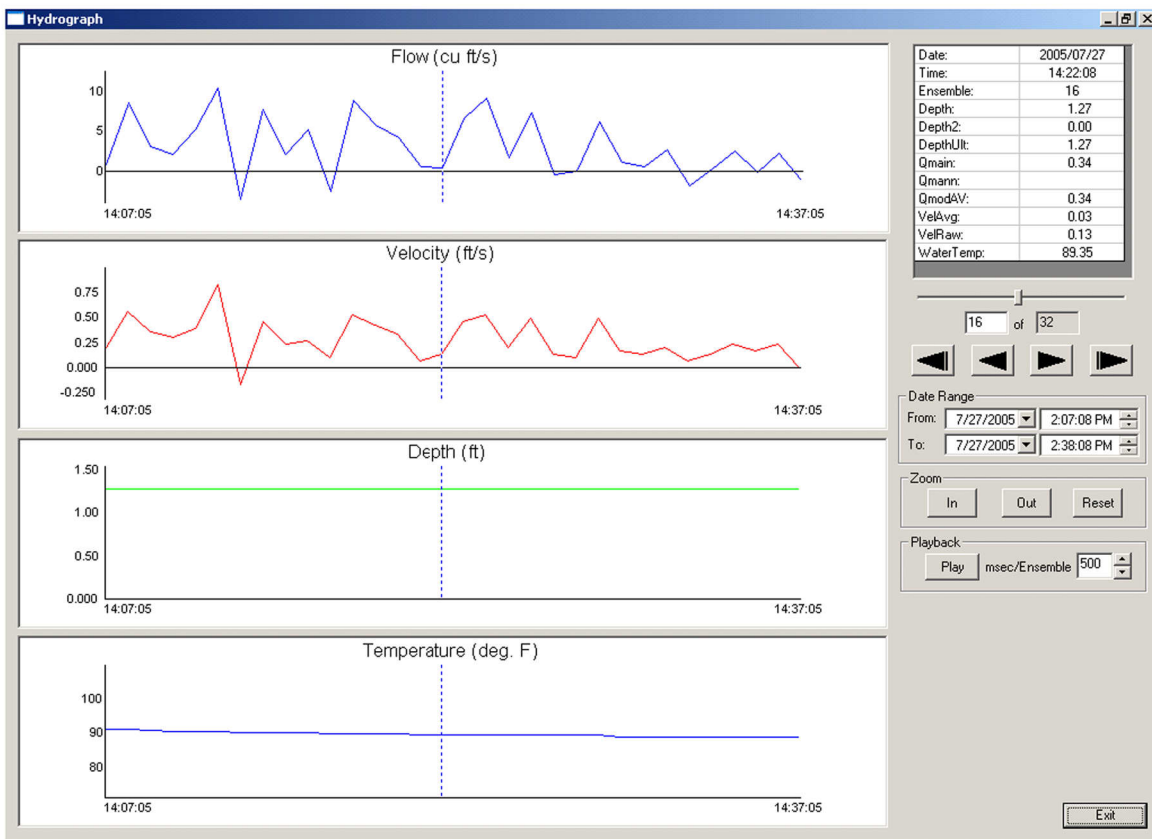 Hydrograph
Flow (cu ft/s)
10
5
0
14:07:05 14:37:05
Velocity (ft/s)
0.75
0.50
0.25
0.000
-0.250
14:07:05 14:37:05
Depth (ft)
1.50
1.00
0.50
0.000
14:07:05 14:37:05
Temperature (deg. F)
100
90
80
14:07:05 14:37:05
Date: 2005/07/27
Time: 14:22:08
Ensemble: 16
Depth: 1.27
Depth2: 0.00
DepthUlt: 1.27
Qmain: 0.34
Qmann:
QmodAV: 0.34
VelAvg: 0.03
VelRaw: 0.13
WaterTemp: 89.35
16 of 32
Date Range
From: 7/27/2005 2:07:08 PM
To: 7/27/2005 2:38:08 PM
Zoom
In Out Reset
Playback
Play msec/Ensemble 500
Exit